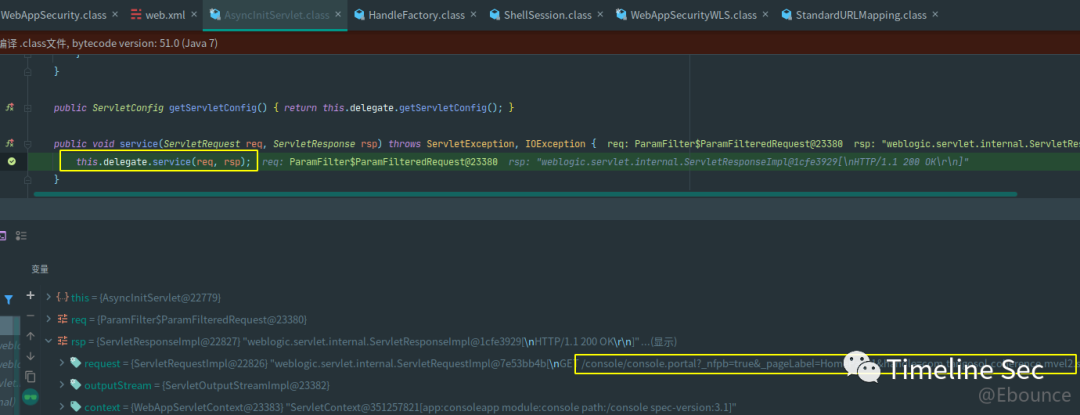 WebAppSecurity.class × web.xml × AsyncInitServlet.class × HandleFactory.class × ShellSession.class × WebAppSecurityWLS.class × StandardURLMapping.class ×
编译 .class文件, bytecode version: 51.0 (Java 7)
}
}
public ServletConfig getServletConfig() { return this.delegate.getServletConfig(); }
public void service(ServletRequest req, ServletResponse rsp) throws ServletException, IOException { req: ParamFilter$ParamFilteredRequest@23380 rsp: "weblogic.servlet.internal.ServletRes
this.delegate.service(req, rsp); req: ParamFilter$ParamFilteredRequest@23380 rsp: "weblogic.servlet.internal.ServletResponseImpl@1cfe3929[\nHTTP/1.1 200 OK\r\n]"
}
变量
this = {AsyncInitServlet@22779}
req = {ParamFilter$ParamFilteredRequest@23380}
rsp = {ServletResponseImpl@22827} "weblogic.servlet.internal.ServletResponseImpl@1cfe3929[\nHTTP/1.1 200 OK\r\n]" ...(显示)
request = {ServletRequestImpl@22826} "weblogic.servlet.internal.ServletRequestImpl@7e53bb4b[\nGET /console/console.portal?_nfpb=true&_pageLabel=Hom
outputStream = {ServletOutputStreamImpl@23382}
context = {WebAppServletContext@23383} "ServletContext@351257821[app:consoleapp module:console path:/console spec-version:3.1]"
Timeline Sec
@Ebounce